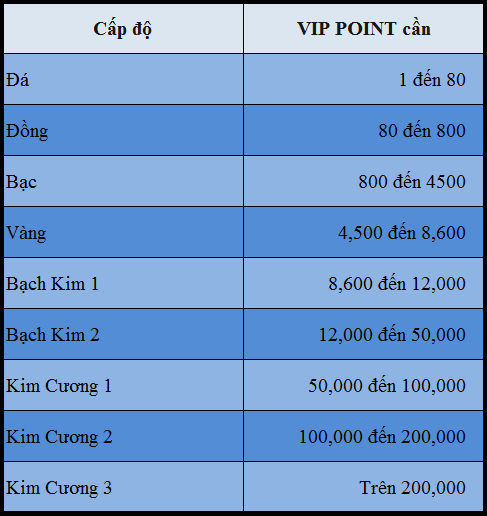 Cấp độ VIP POINT cần
Đá 1 đến 80
Đồng 80 đến 800
Bạc 800 đến 4500
Vàng 4,500 đến 8,600
Bạch Kim 1 8,600 đến 12,000
Bạch Kim 2 12,000 đến 50,000
Kim Cương 1 50,000 đến 100,000
Kim Cương 2 100,000 đến 200,000
Kim Cương 3 Trên 200,000